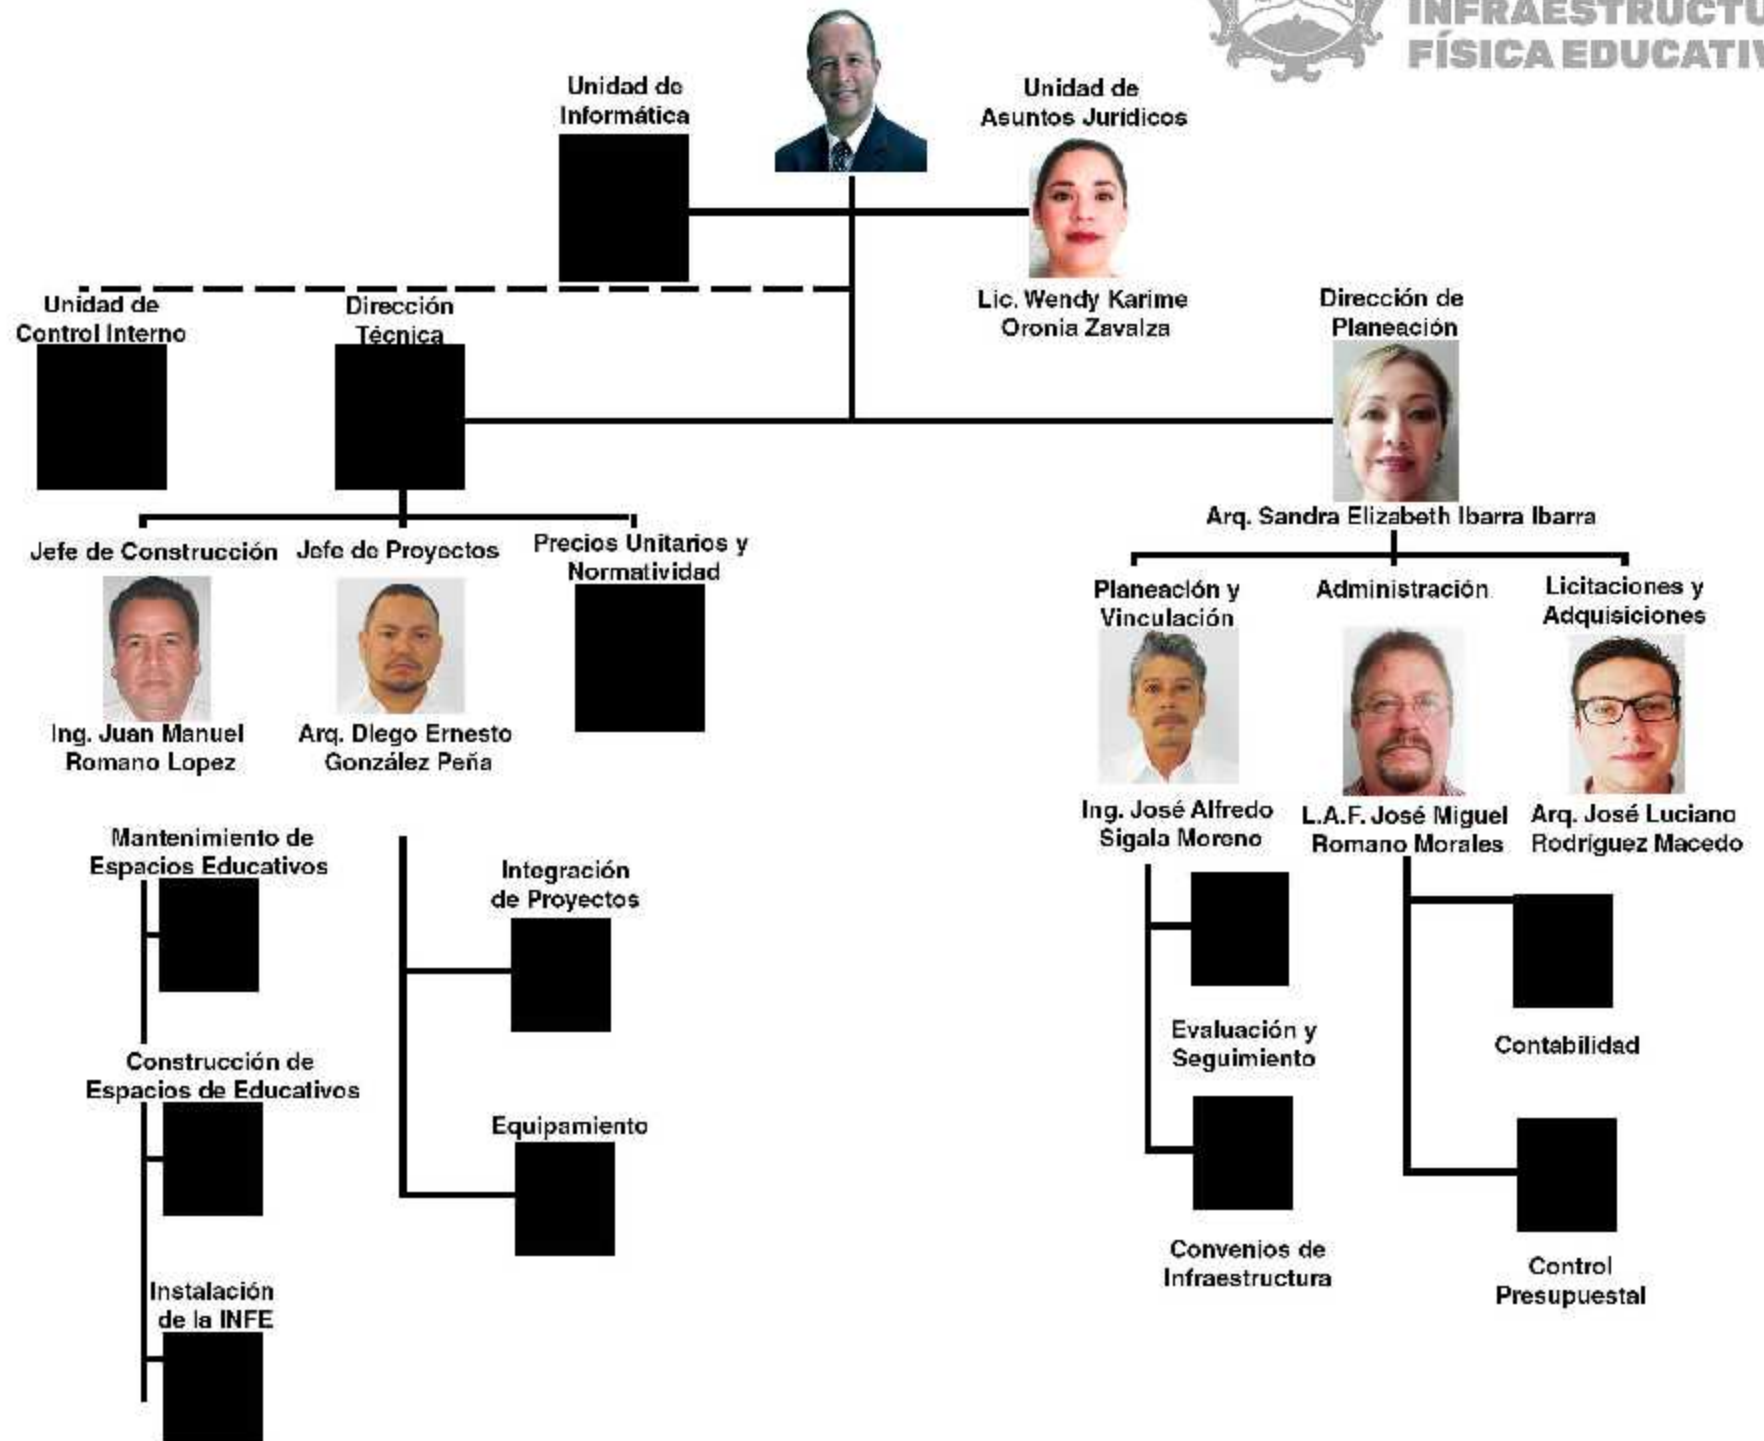 INFRAESTRUCTU
FÍSICA EDUCATIV
Unidad de
Informática
Unidad de
Asuntos Jurídicos
Lic. Wendy Karime
Oronia Zavalza
Unidad de
Control Interno
Dirección
Técnica
Dirección de
Planeación
Arq. Sandra Elizabeth Ibarra Ibarra
Jefe de Construcción
Ing. Juan Manuel
Romano Lopez
Jefe de Proyectos
Arq. Diego Ernesto
González Peña
Precios Unitarios y
Normatividad
Planeación y
Vinculación
Ing. José Alfredo
Sigala Moreno
Administración
L.A.F. José Miguel
Romano Morales
Licitaciones y
Adquisiciones
Arq. José Luciano
Rodríguez Macedo
Mantenimiento de
Espacios Educativos
Construcción de
Espacios de Educativos
Instalación
de la INFE
Integración
de Proyectos
Equipamiento
Evaluación y
Seguimiento
Convenios de
Infraestructura
Contabilidad
Control
Presupuestal